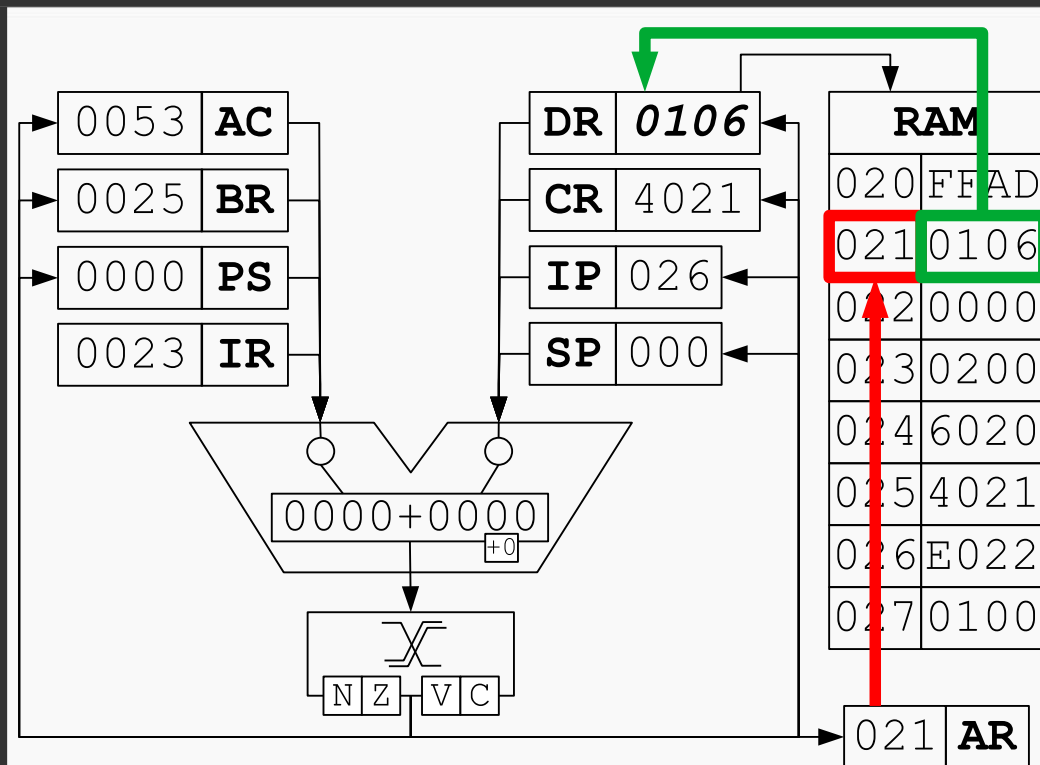 0053 AC
0025 BR
0000 PS
0023 IR
DR 0106
CR 4021
IP 026
SP 000
0000+0000
+0
N Z V C
RAM
020 FFAD
021 0106
022 0000
023 0200
024 6020
025 4021
026 E022
027 0100
021 AR